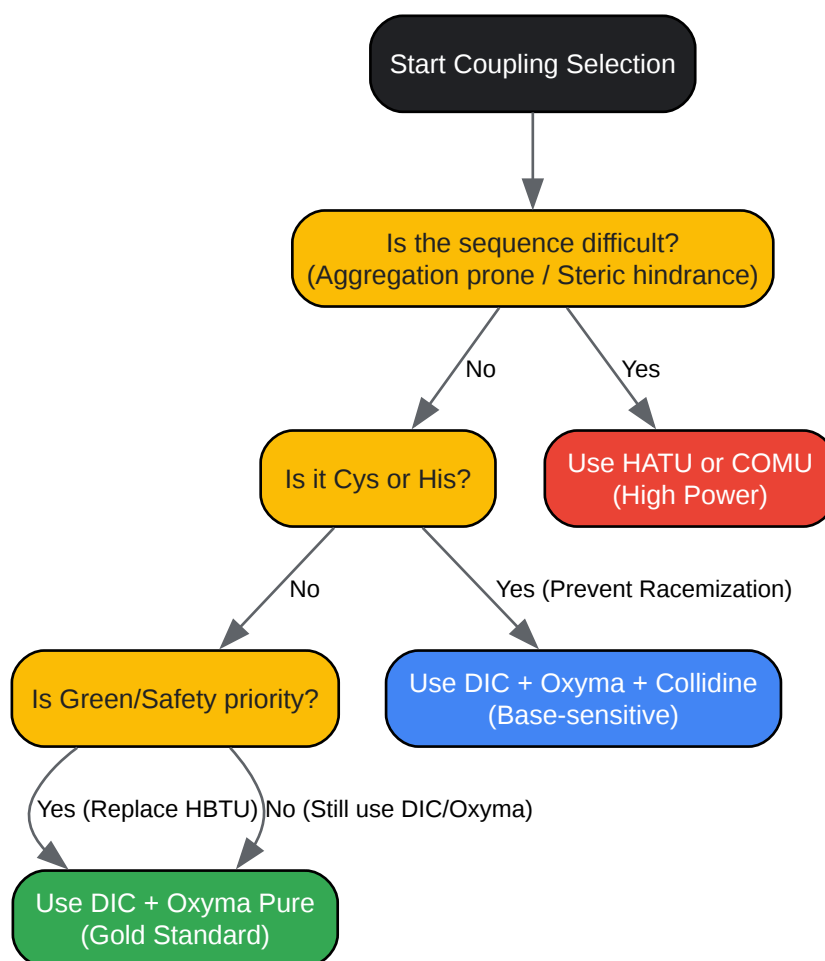 Start Coupling Selection
Is the sequence difficult?
(Aggregation prone / Steric hindrance)
No
Yes
Is it Cys or His?
Use HATU or COMU
(High Power)
No
Yes (Prevent Racemization)
Is Green/Safety priority?
Use DIC + Oxyma + Collidine
(Base-sensitive)
Yes (Replace HBTU)
No (Still use DIC/Oxyma)
Use DIC + Oxyma Pure
(Gold Standard)